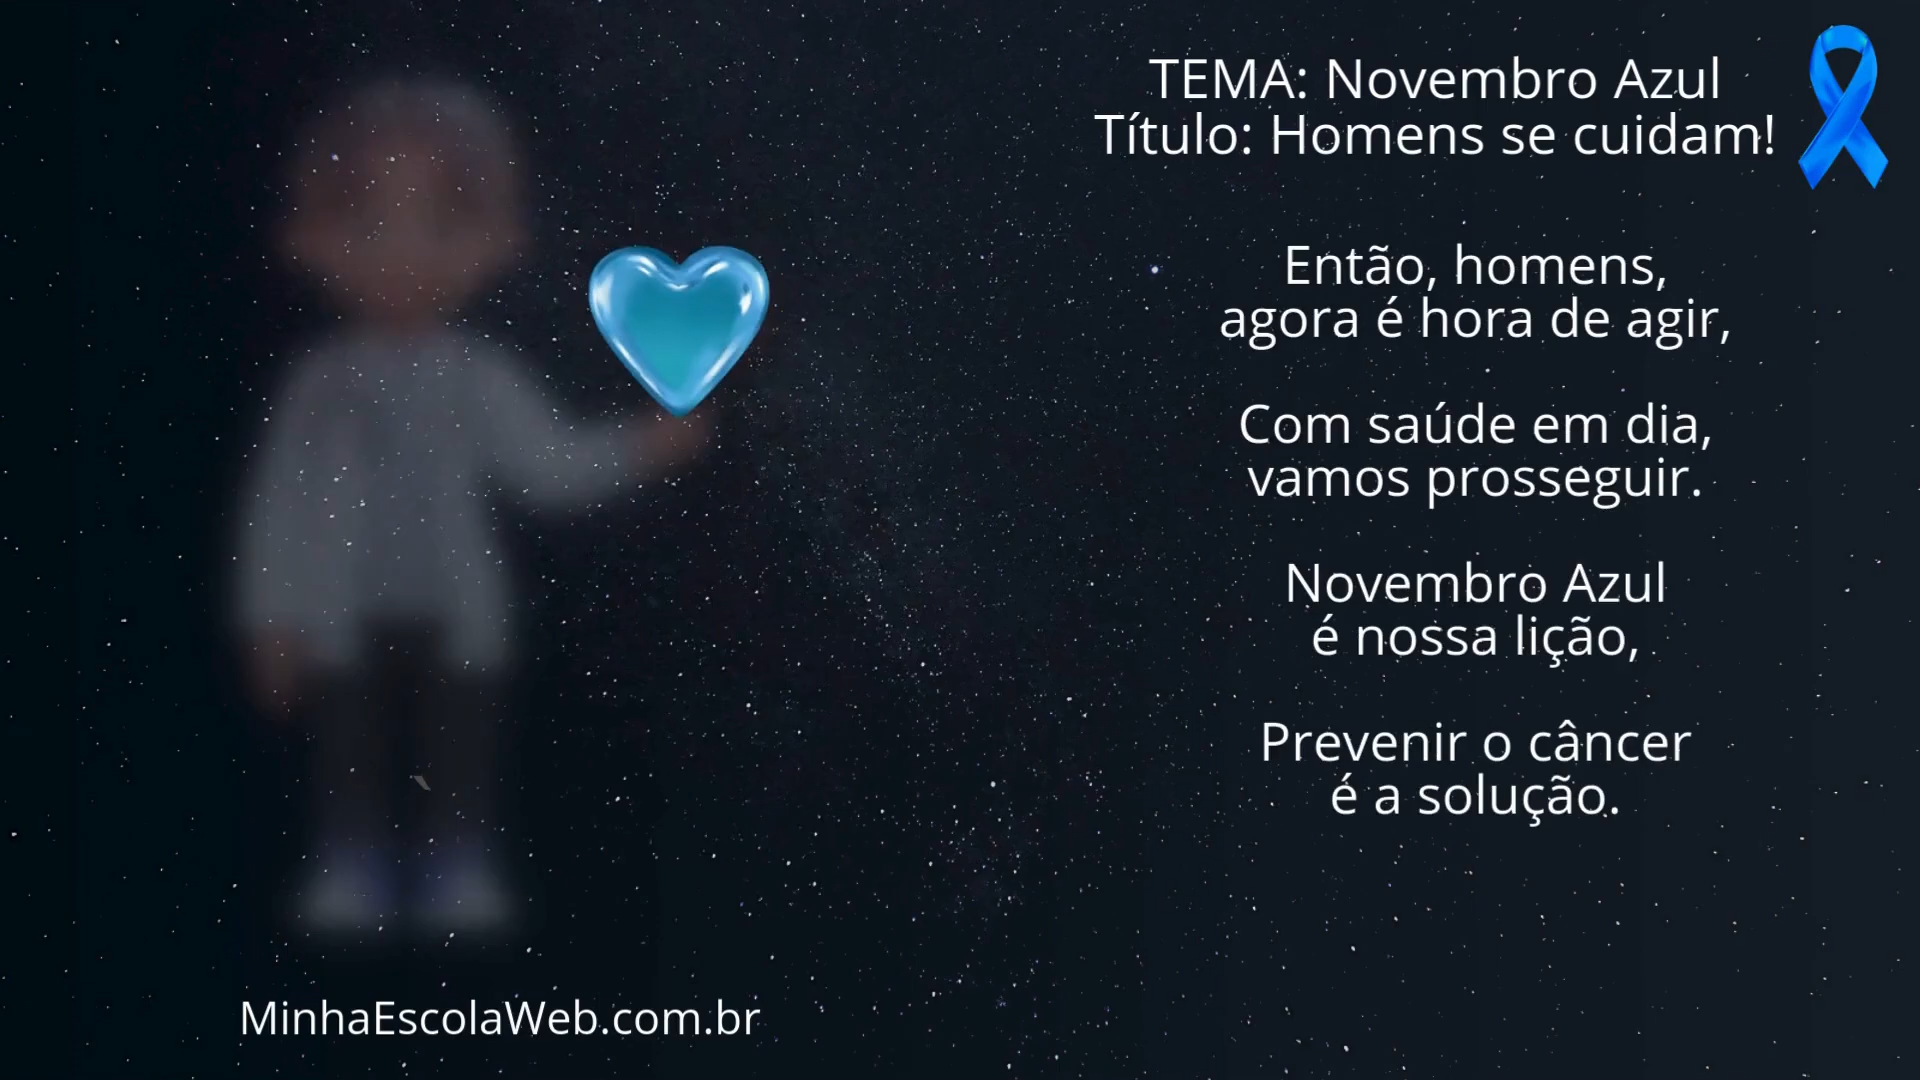 TEMA: Novembro Azul
Título: Homens se cuidam!
Então, homens,
agora é hora de agir,
Com saúde em dia,
vamos prosseguir.
Novembro Azul
é nossa lição,
Prevenir o câncer
é a solução.
MinhaEscolaWeb.com.br